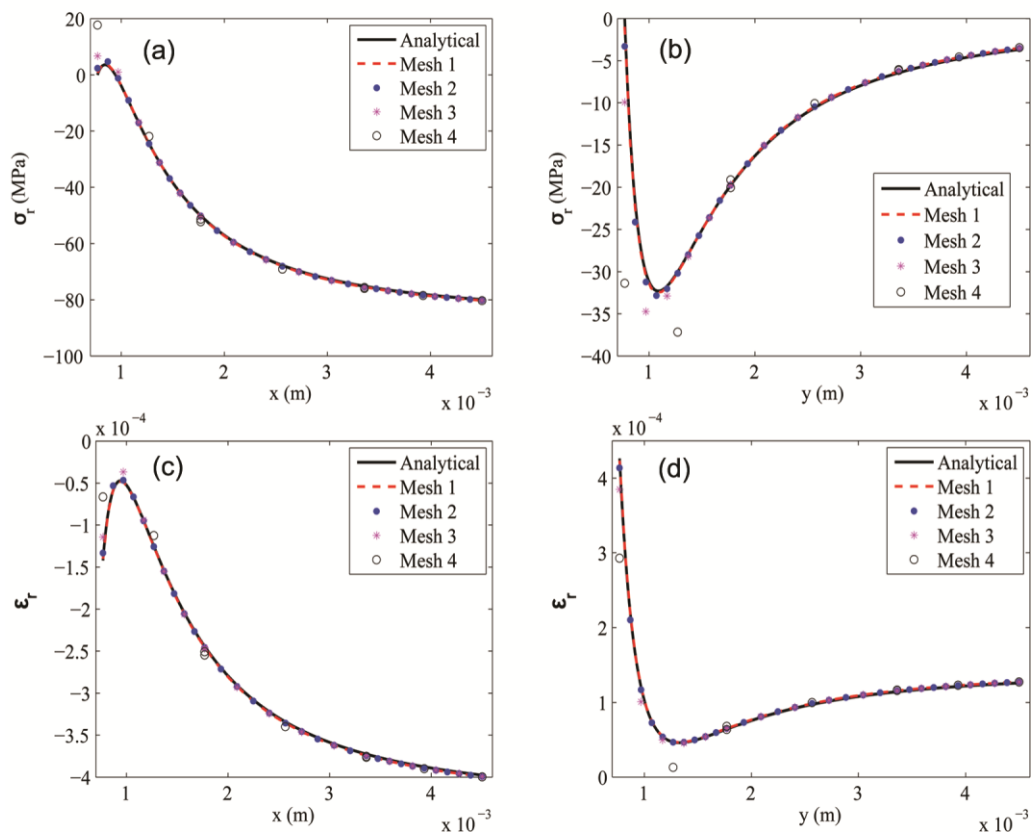 (a)
Analytical
Mesh 1
Mesh 2
Mesh 3
Mesh 4
20
0
−20
−40
−60
−80
−100
σr (MPa)
1
2
3
4
x (m)
x 10−3
(b)
Analytical
Mesh 1
Mesh 2
Mesh 3
Mesh 4
0
−5
−10
−15
−20
−25
−30
−35
−40
σr (MPa)
1
2
3
4
y (m)
x 10−3
x 10−4
(c)
Analytical
Mesh 1
Mesh 2
Mesh 3
Mesh 4
0
−0.5
−1
−1.5
−2
−2.5
−3
−3.5
−4
εr
1
2
3
4
x (m)
x 10−3
x 10−4
(d)
Analytical
Mesh 1
Mesh 2
Mesh 3
Mesh 4
4
3
2
1
0
εr
1
2
3
4
y (m)
x 10−3